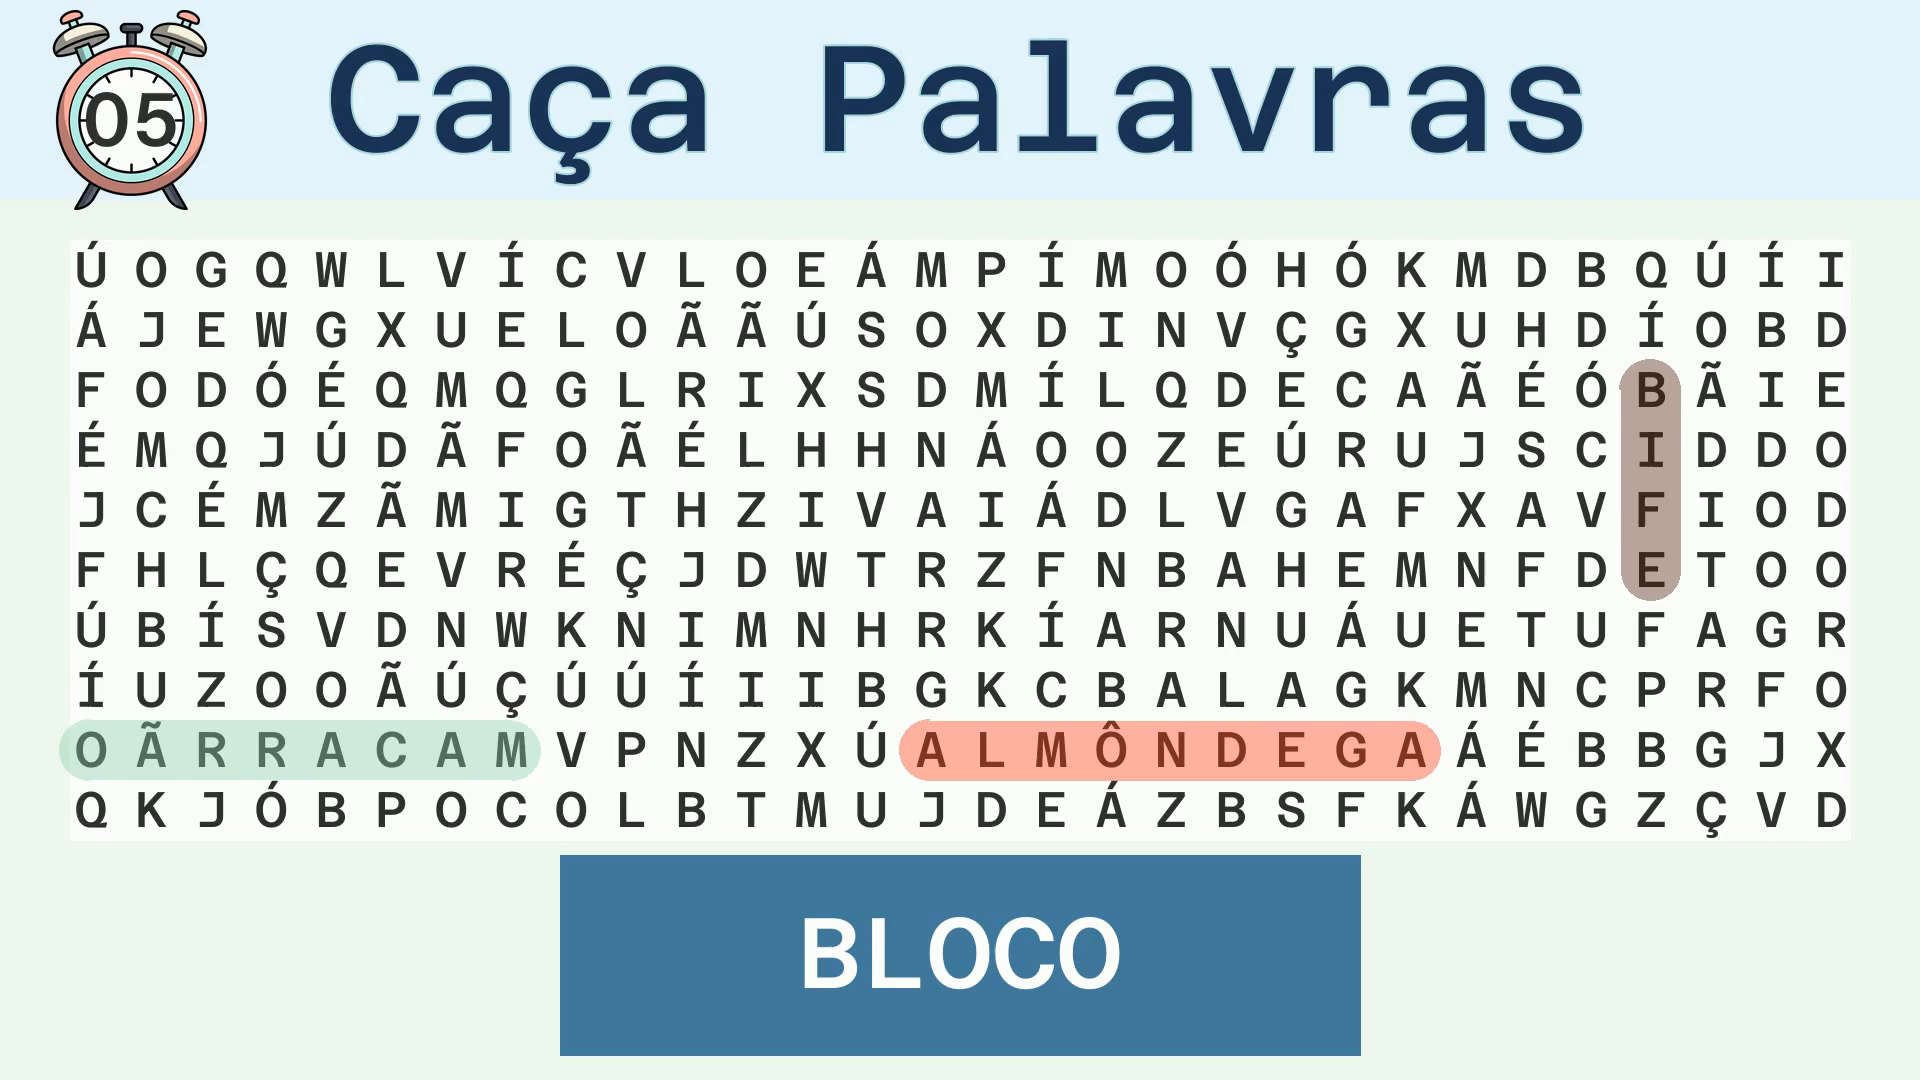 05
Caça Palavras
Ú O G Q W L V Í C V L O E Á M P Í M O Ó H Ó K M D B Q Ú Í I
Á J E W G X U E L O Ã Ã Ú S O X D I N V Ç G X U H D Í O B D
F O D Ó É Q M Q G L R I X S D M Í L Q D E C A Ã É Ó B Ã I E
É M Q J Ú D Ã F O Ã É L H H N Á O O Z E Ú R U J S C I D D O
J C É M Z Ã M I G T H Z I V A I Á D L V G A F X A V F I O D
F H L Ç Q E V R É Ç J D W T R Z F N B A H E M N F D E T O O
Ú B Í S V D N W K N I M N H R K Í A R N U Á U E T U F A G R
Í U Z O O Ã Ú Ç Ú Ú Í I I B G K C B A L A G K M N C P R F O
O Ã R R A C A M V P N Z X Ú A L M Ô N D E G A Á É B B G J X
Q K J Ó B P O C O L B T M U J D E Á Z B S F K Á W G Z Ç V D
BLOCO